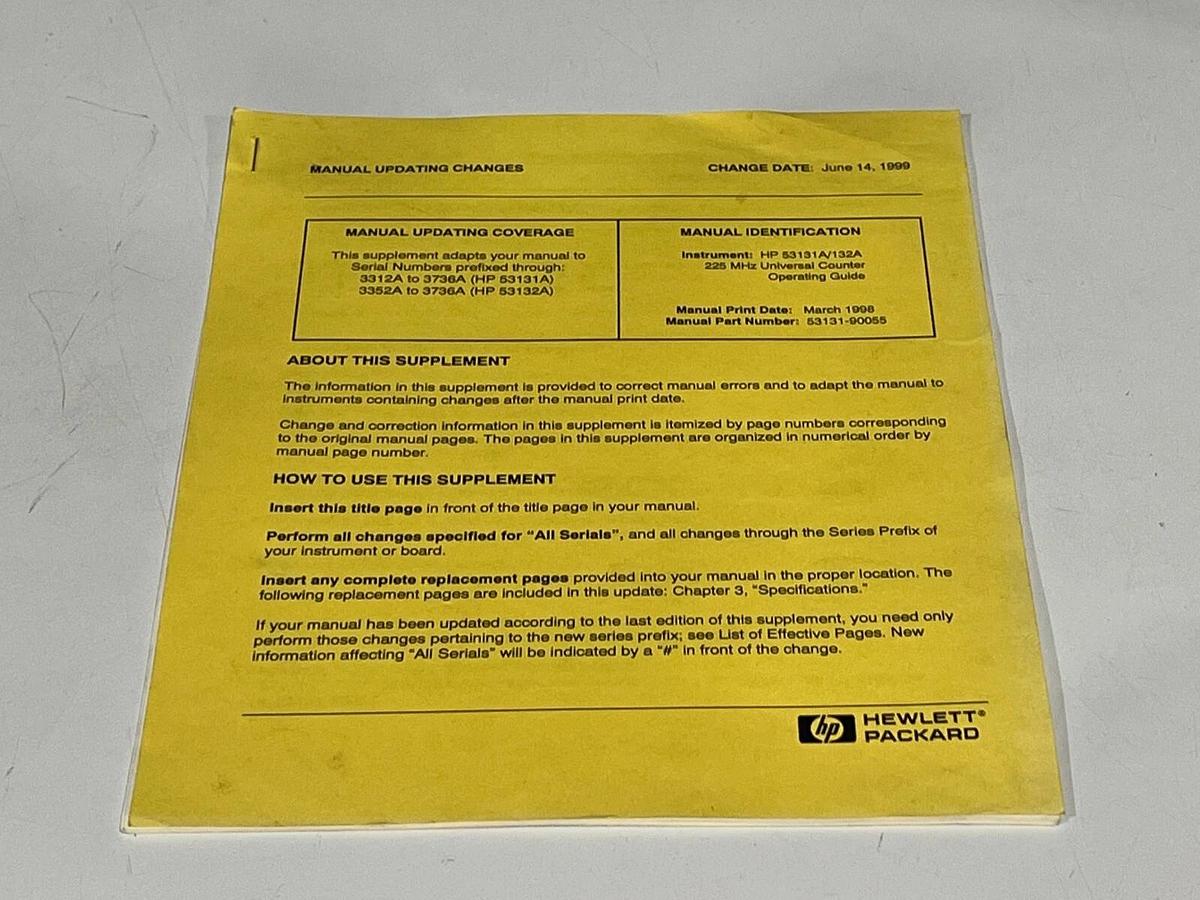 MANUAL UPDATING CHANGES
CHANGE DATE: June 14, 1999
MANUAL UPDATING COVERAGE
This supplement adapts your manual to
Serial Numbers prefixed through:
3312A to 3736A (HP 53131A)
3352A to 3736A (HP 53132A)
MANUAL IDENTIFICATION
Instrument: HP 53131A/132A
225 MHz Universal Counter
Operating Guide
Manual Print Date: March 1998
Manual Part Number: 53131-90055
ABOUT THIS SUPPLEMENT
The information in this supplement is provided to correct manual errors and to adapt the manual to
instruments containing changes after the manual print date.
Change and correction information in this supplement is itemized by page numbers corresponding
to the original manual pages. The pages in this supplement are organized in numerical order by
manual page number.
HOW TO USE THIS SUPPLEMENT
Insert this title page in front of the title page in your manual.
Perform all changes specified for "All Serials", and all changes through the Series Prefix of
your instrument or board.
Insert any complete replacement pages provided into your manual in the proper location. The
following replacement pages are included in this update: Chapter 3, "Specifications."
If your manual has been updated according to the last edition of this supplement, you need only
perform those changes pertaining to the new series prefix; see List of Effective Pages. New
information affecting "All Serials" will be indicated by a "#" in front of the change.
hp HEWLETT®
PACKARD